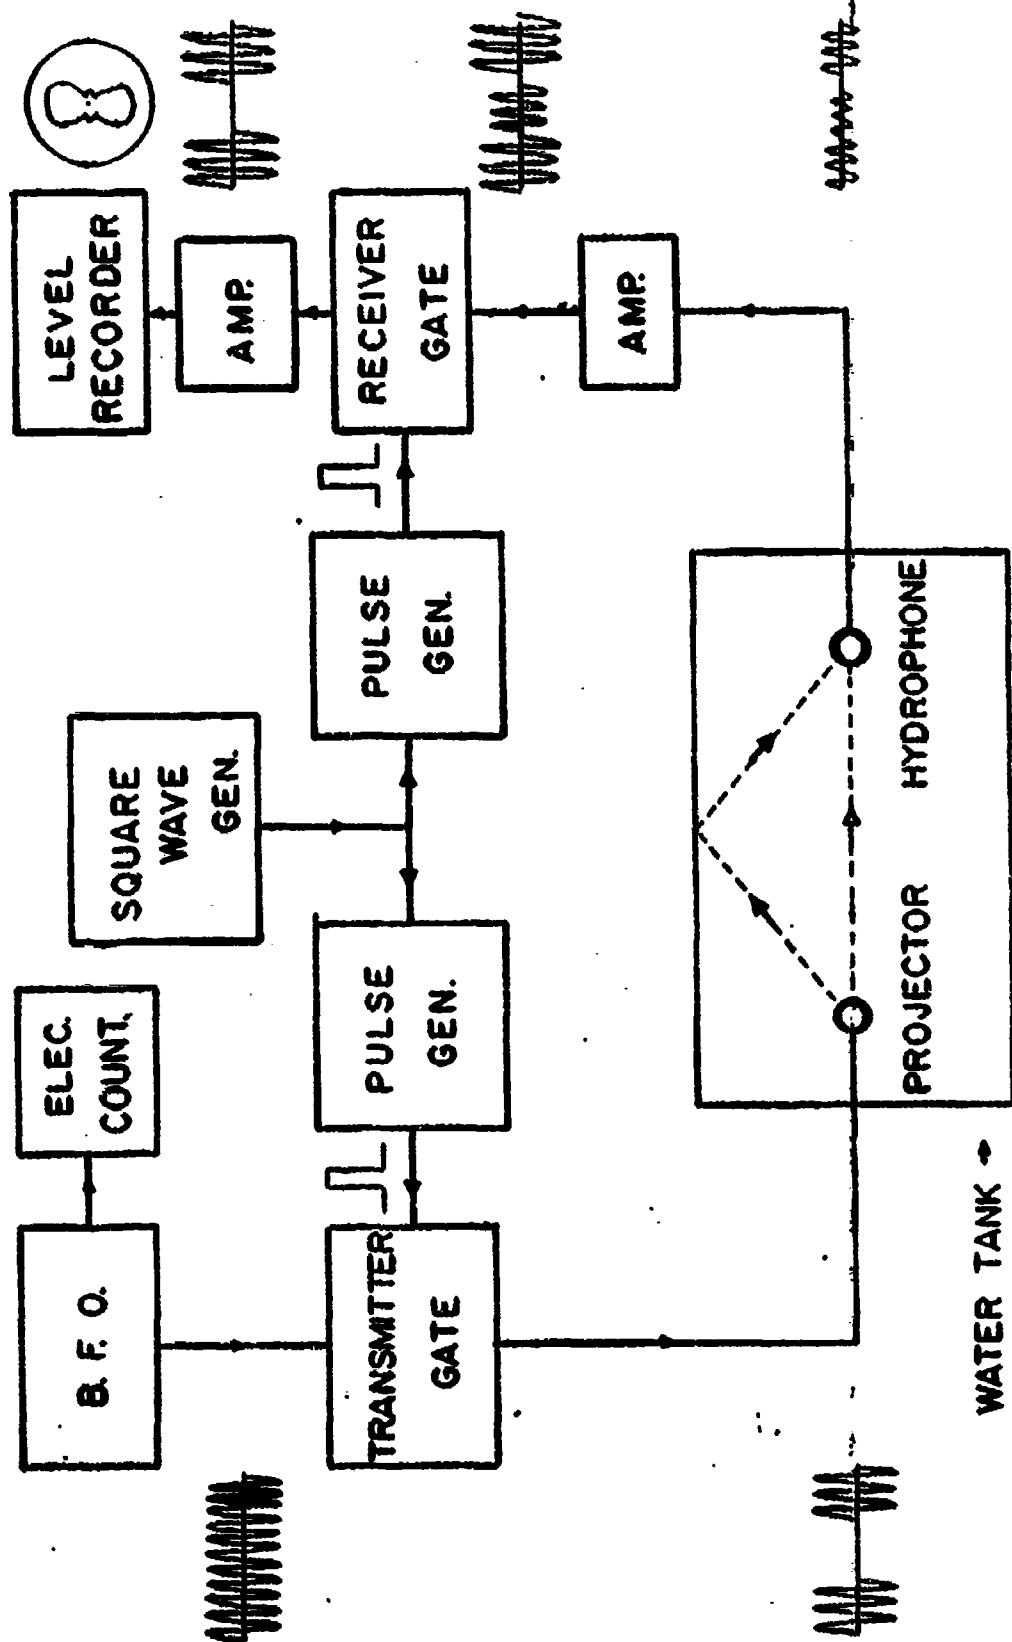 B. F. O.
ELEC.
COUNT.
SQUARE
WAVE
GEN.
LEVEL
RECORDER
AMP.
TRANSMITTER
GATE
PULSE
GEN.
PULSE
GEN.
RECEIVER
GATE
AMP.
PROJECTOR
HYDROPHONE
WATER TANK